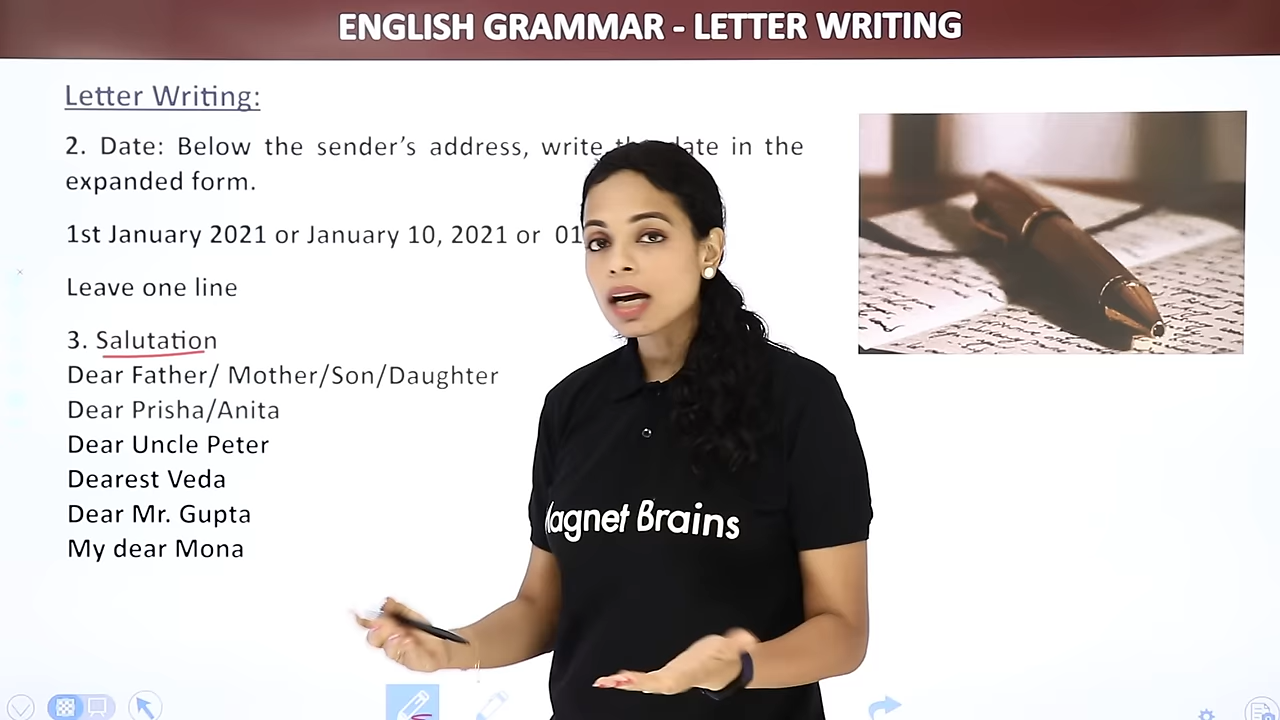 ENGLISH GRAMMAR - LETTER WRITING
Letter Writing:
2. Date: Below the sender's address, write in the
expanded form.
1st January 2021 or January 10, 2021 or 01
Leave one line
3. Salutation
Dear Father/ Mother/Son/Daughter
Dear Prisha/Anita
Dear Uncle Peter
Dearest Veda
Dear Mr. Gupta
My dear Mona
Brains